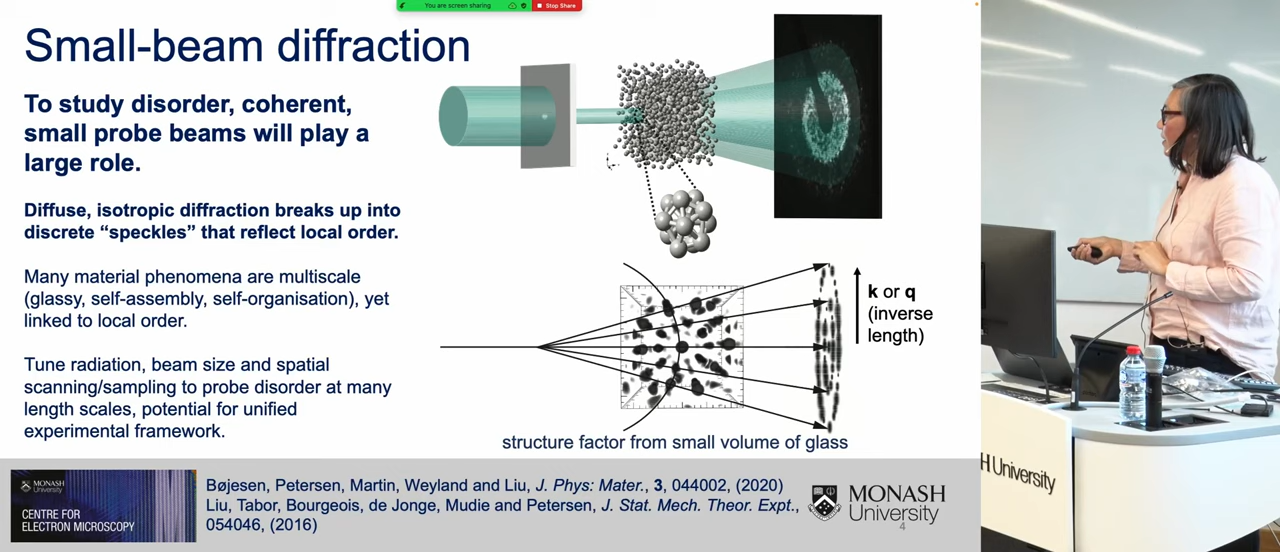 You are screen sharing
Stop Share
Small-beam diffraction
To study disorder, coherent,
small probe beams will play a
large role.
Diffuse, isotropic diffraction breaks up into
discrete “speckles” that reflect local order.
Many material phenomena are multiscale
(glassy, self-assembly, self-organisation), yet
linked to local order.
Tune radiation, beam size and spatial
scanning/sampling to probe disorder at many
length scales, potential for unified
experimental framework.
k or q
(inverse
length)
structure factor from small volume of glass
MONASH
University
CENTRE FOR
ELECTRON MICROSCOPY
Bøjesen, Petersen, Martin, Weyland and Liu, J. Phys: Mater., 3, 044002, (2020)
Liu, Tabor, Bourgeois, de Jonge, Mudie and Petersen, J. Stat. Mech. Theor. Expt.,
054046, (2016)
MONASH
University
4
H University